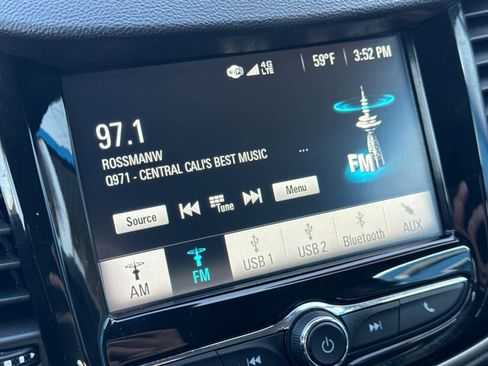 4G
LTE
59°F
3:52 PM
97.1
ROSSMANW
Q971 - CENTRAL CALI'S BEST MUSIC
...
FM
Source
Tune
Menu
AM
FM
USB 1
USB 2
Bluetooth
AUX